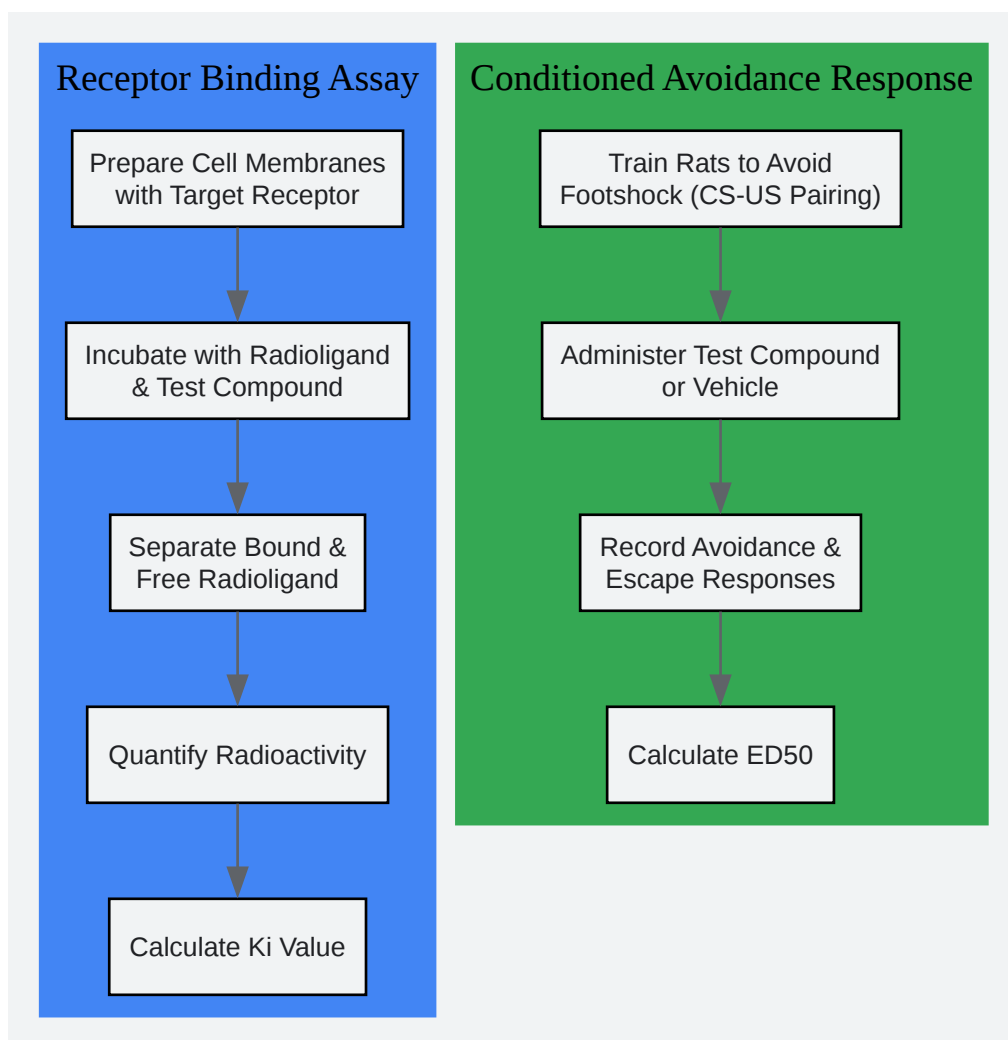 Receptor Binding Assay
Prepare Cell Membranes
with Target Receptor
Incubate with Radioligand
& Test Compound
Separate Bound &
Free Radioligand
Quantify Radioactivity
Calculate Ki Value
Conditioned Avoidance Response
Train Rats to Avoid
Footshock (CS-US Pairing)
Administer Test Compound
or Vehicle
Record Avoidance &
Escape Responses
Calculate ED50